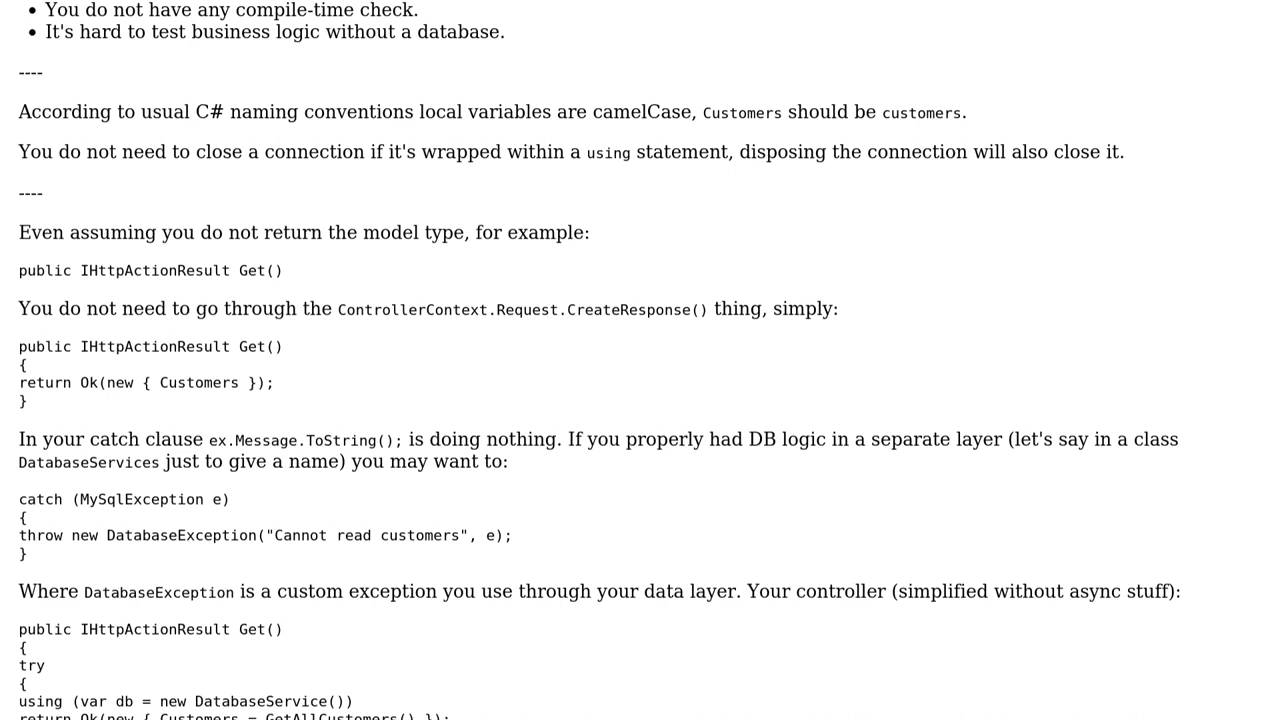 • You do not have any compile-time check.
• It's hard to test business logic without a database.
----
According to usual C# naming conventions local variables are camelCase, Customers should be customers.
You do not need to close a connection if it's wrapped within a using statement, disposing the connection will also close it.
----
Even assuming you do not return the model type, for example:
public IHttpActionResult Get()
You do not need to go through the ControllerContext.Request.CreateResponse() thing, simply:
public IHttpActionResult Get()
{
return Ok(new { Customers });
}
In your catch clause ex.Message.ToString(); is doing nothing. If you properly had DB logic in a separate layer (let's say in a class
DatabaseServices just to give a name) you may want to:
catch (MySqlException e)
{
throw new DatabaseException("Cannot read customers", e);
}
Where DatabaseException is a custom exception you use through your data layer. Your controller (simplified without async stuff):
public IHttpActionResult Get()
{
try
{
using (var db = new DatabaseService())
return Ok(new { Customers = GetAllCustomers() });